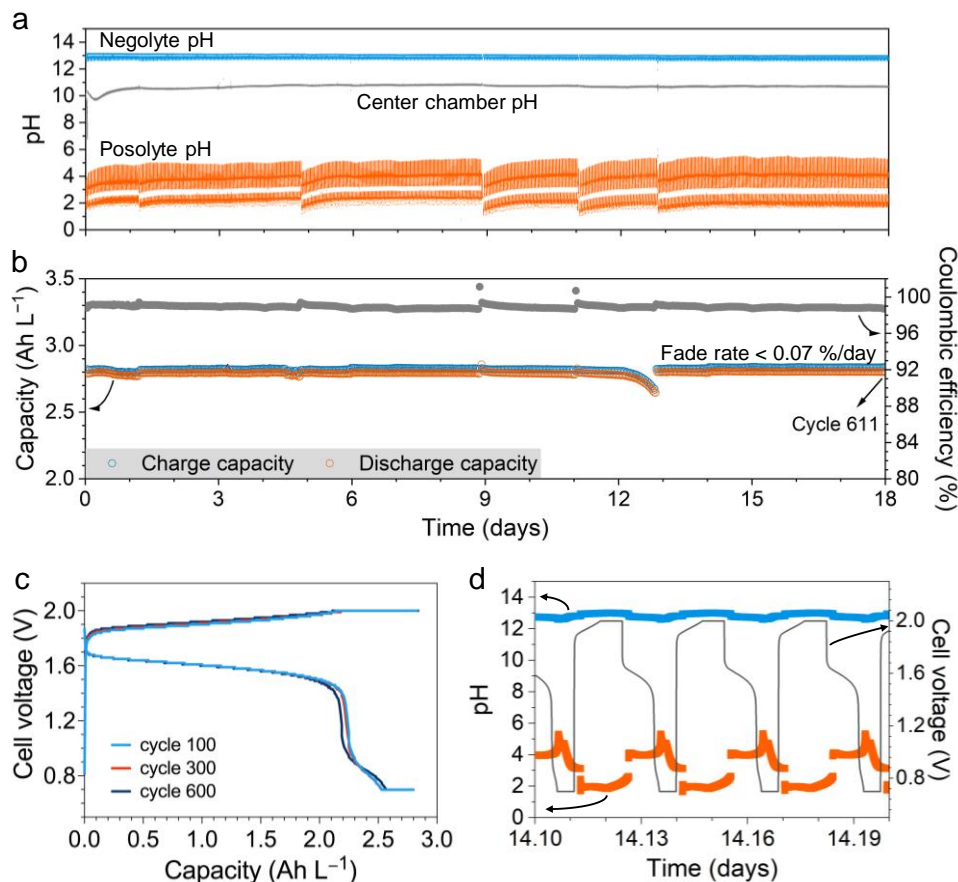 a
14
12
10
8
6
4
2
0
pH
Negolyte pH
Center chamber pH
Posolyte pH
b
3.5
3.0
2.5
2.0
Capacity (Ah L⁻¹)
100
98
96
94
92
90
88
86
84
82
80
Coulombic efficiency (%)
Fade rate < 0.07 %/day
Cycle 611
Charge capacity
Discharge capacity
0
3
6
9
12
15
18
Time (days)
c
2.0
1.6
1.2
0.8
Cell voltage (V)
cycle 100
cycle 300
cycle 600
0.0
0.5
1.0
1.5
2.0
2.5
3.0
Capacity (Ah L⁻¹)
d
14
12
10
8
6
4
2
0
pH
2.0
1.6
1.2
0.8
Cell voltage (V)
14.10
14.13
14.16
14.19
Time (days)